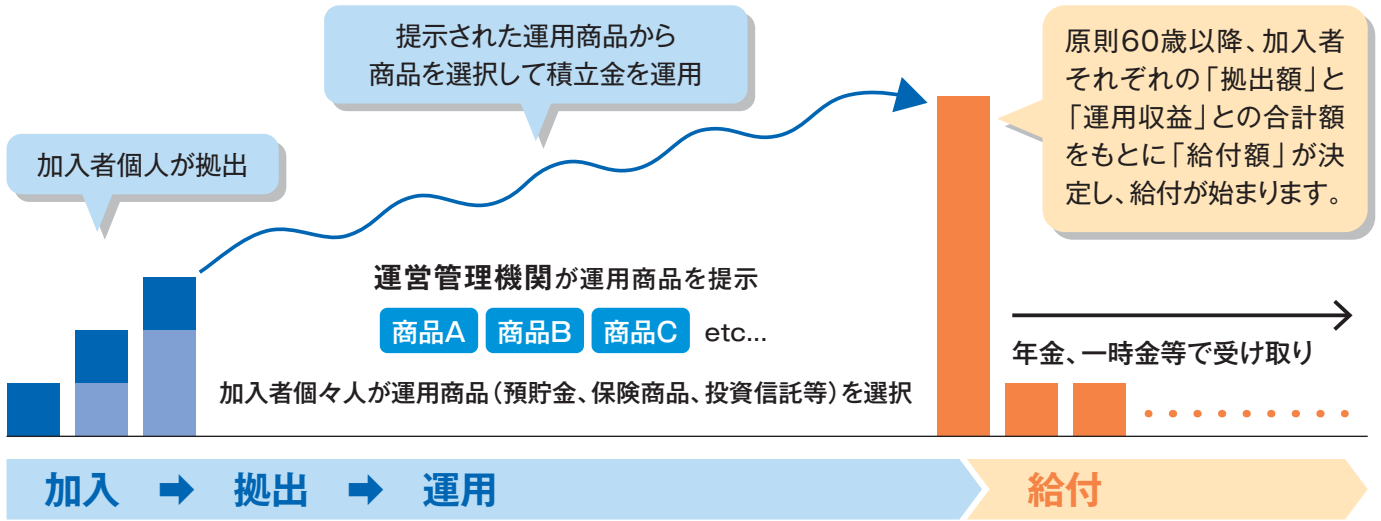 加入者個人が拠出
提示された運用商品から
商品を選択して積立金を運用
原則60歳以降、加入者
それぞれの「拠出額」と
「運用収益」との合計額
をもとに「給付額」が決
定し、給付が始まります。
運営管理機関が運用商品を提示
商品A 商品B 商品C etc...
加入者個々人が運用商品(預貯金、保険商品、投資信託等)を選択
年金、一時金等で受け取り
加入 ➡ 拠出 ➡ 運用
給付